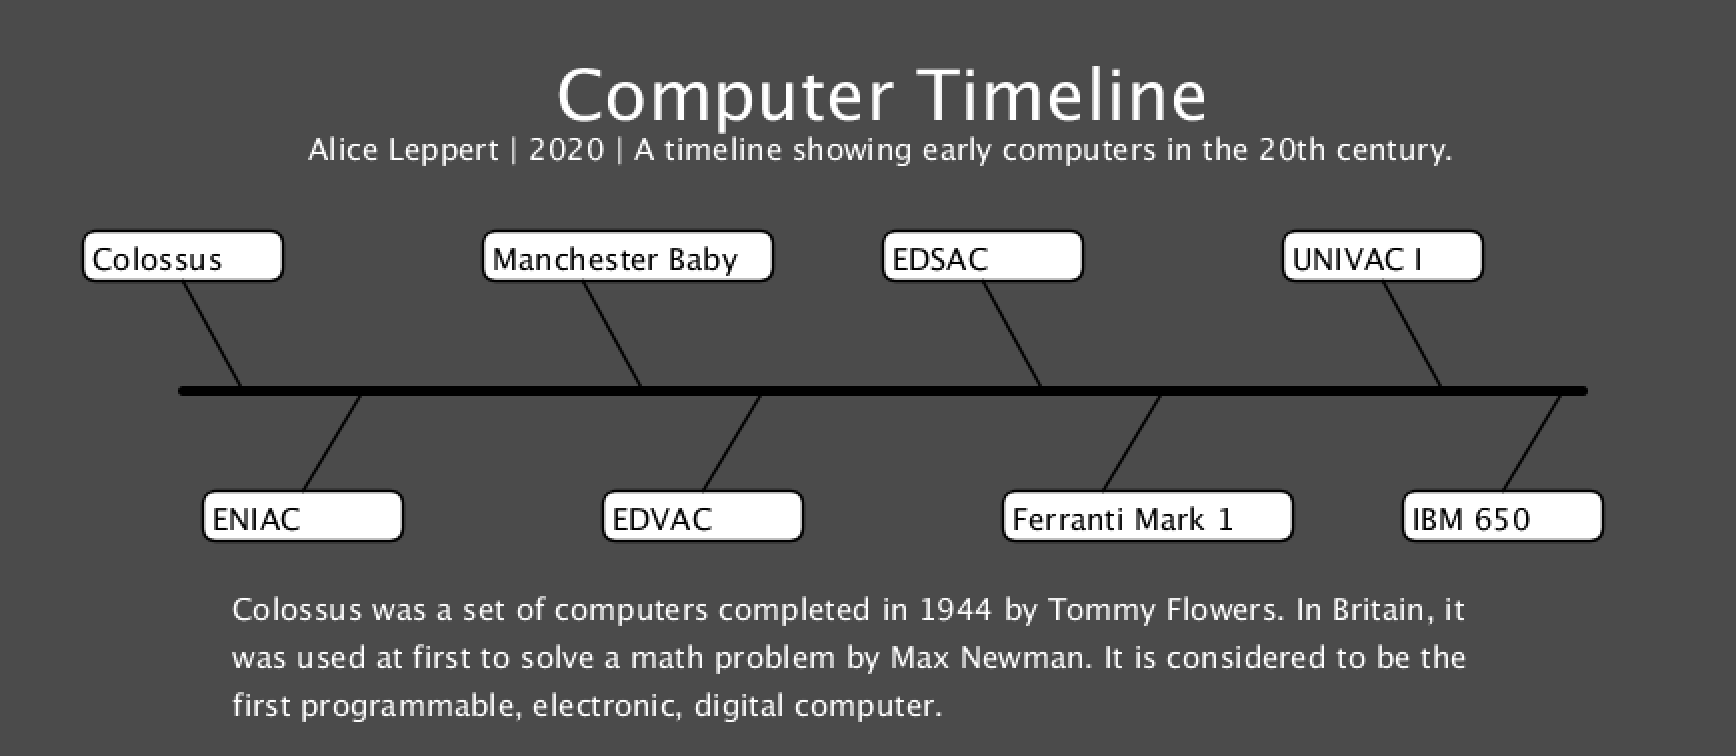 Computer Timeline
Alice Leppert | 2020 | A timeline showing early computers in the 20th century.
Colossus
Manchester Baby
EDSAC
UNIVAC I
ENIAC
EDVAC
Ferranti Mark 1
IBM 650
Colossus was a set of computers completed in 1944 by Tommy Flowers. In Britain, it
was used at first to solve a math problem by Max Newman. It is considered to be the
first programmable, electronic, digital computer.